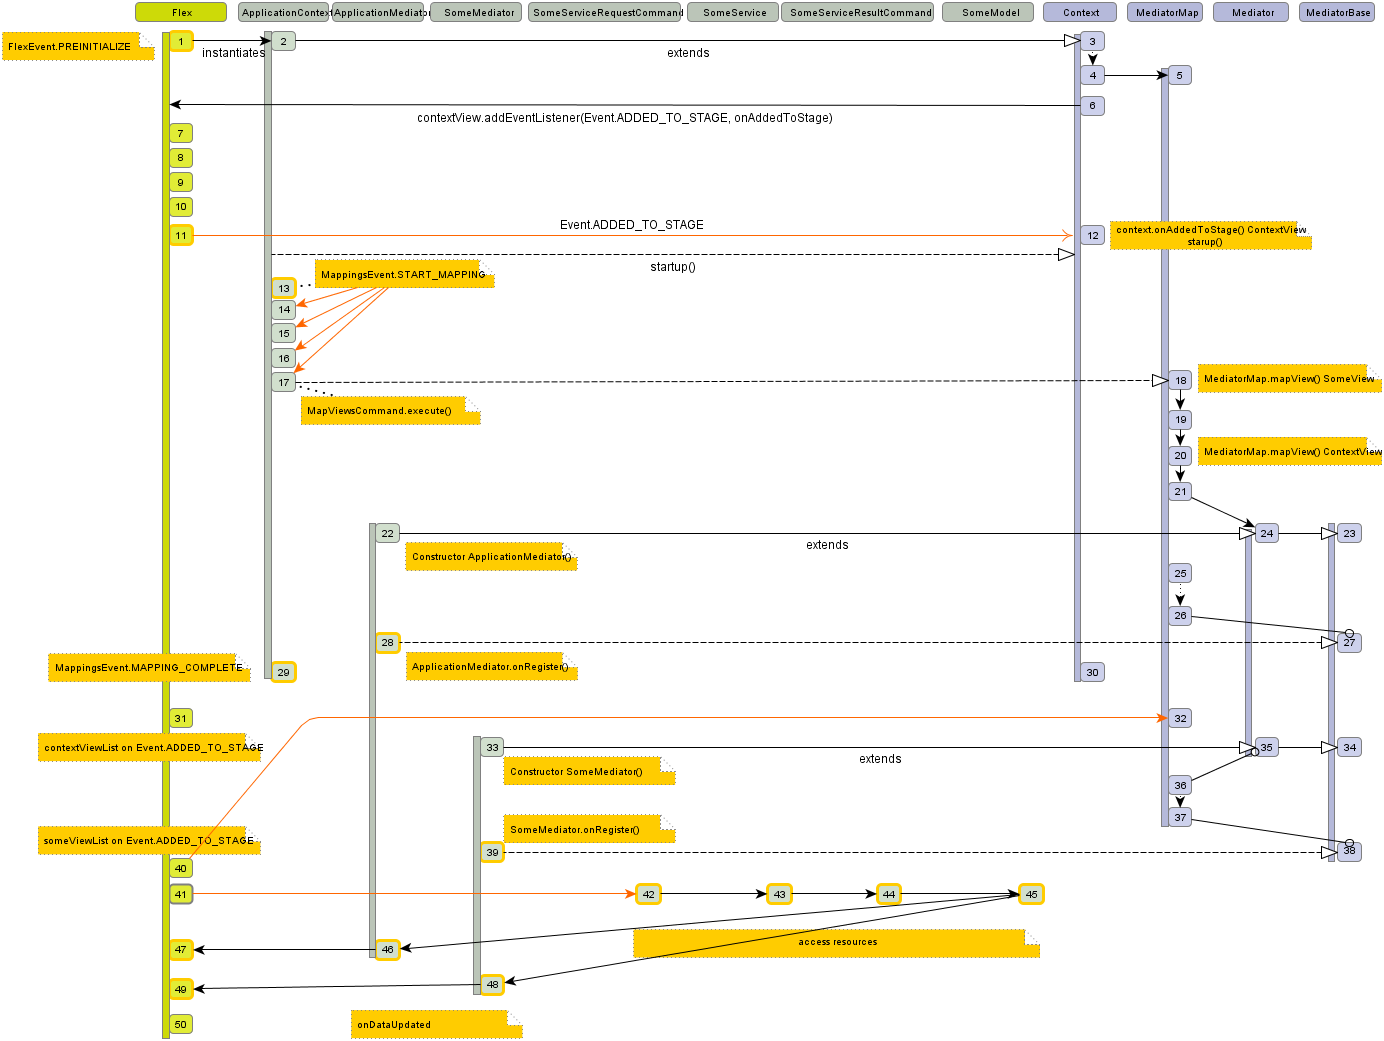 Flex
ApplicationContext
ApplicationMediator
SomeMediator
SomeServiceRequestCommand
SomeService
SomeServiceResultCommand
SomeModel
Context
MediatorMap
Mediator
MediatorBase
FlexEvent.PREINITIALIZE
1
instantiates
2
extends
3
4
5
6
contextView.addEventListener(Event.ADDED_TO_STAGE, onAddedToStage)
7
8
9
10
11
Event.ADDED_TO_STAGE
12
context.onAddedToStage() ContextView
starup()
startup()
MappingsEvent.START_MAPPING
13
14
15
16
17
18
MediatorMap.mapView() SomeView
MapViewsCommand.execute()
19
20
MediatorMap.mapView() ContextView
21
22
extends
24
23
Constructor ApplicationMediator()
25
26
28
27
MappingsEvent.MAPPING_COMPLETE
ApplicationMediator.onRegister()
29
30
31
32
contextViewList on Event.ADDED_TO_STAGE
33
extends
35
34
Constructor SomeMediator()
36
37
SomeMediator.onRegister()
someViewList on Event.ADDED_TO_STAGE
39
38
40
41
42
43
44
45
47
46
access resources
49
48
50
onDataUpdated